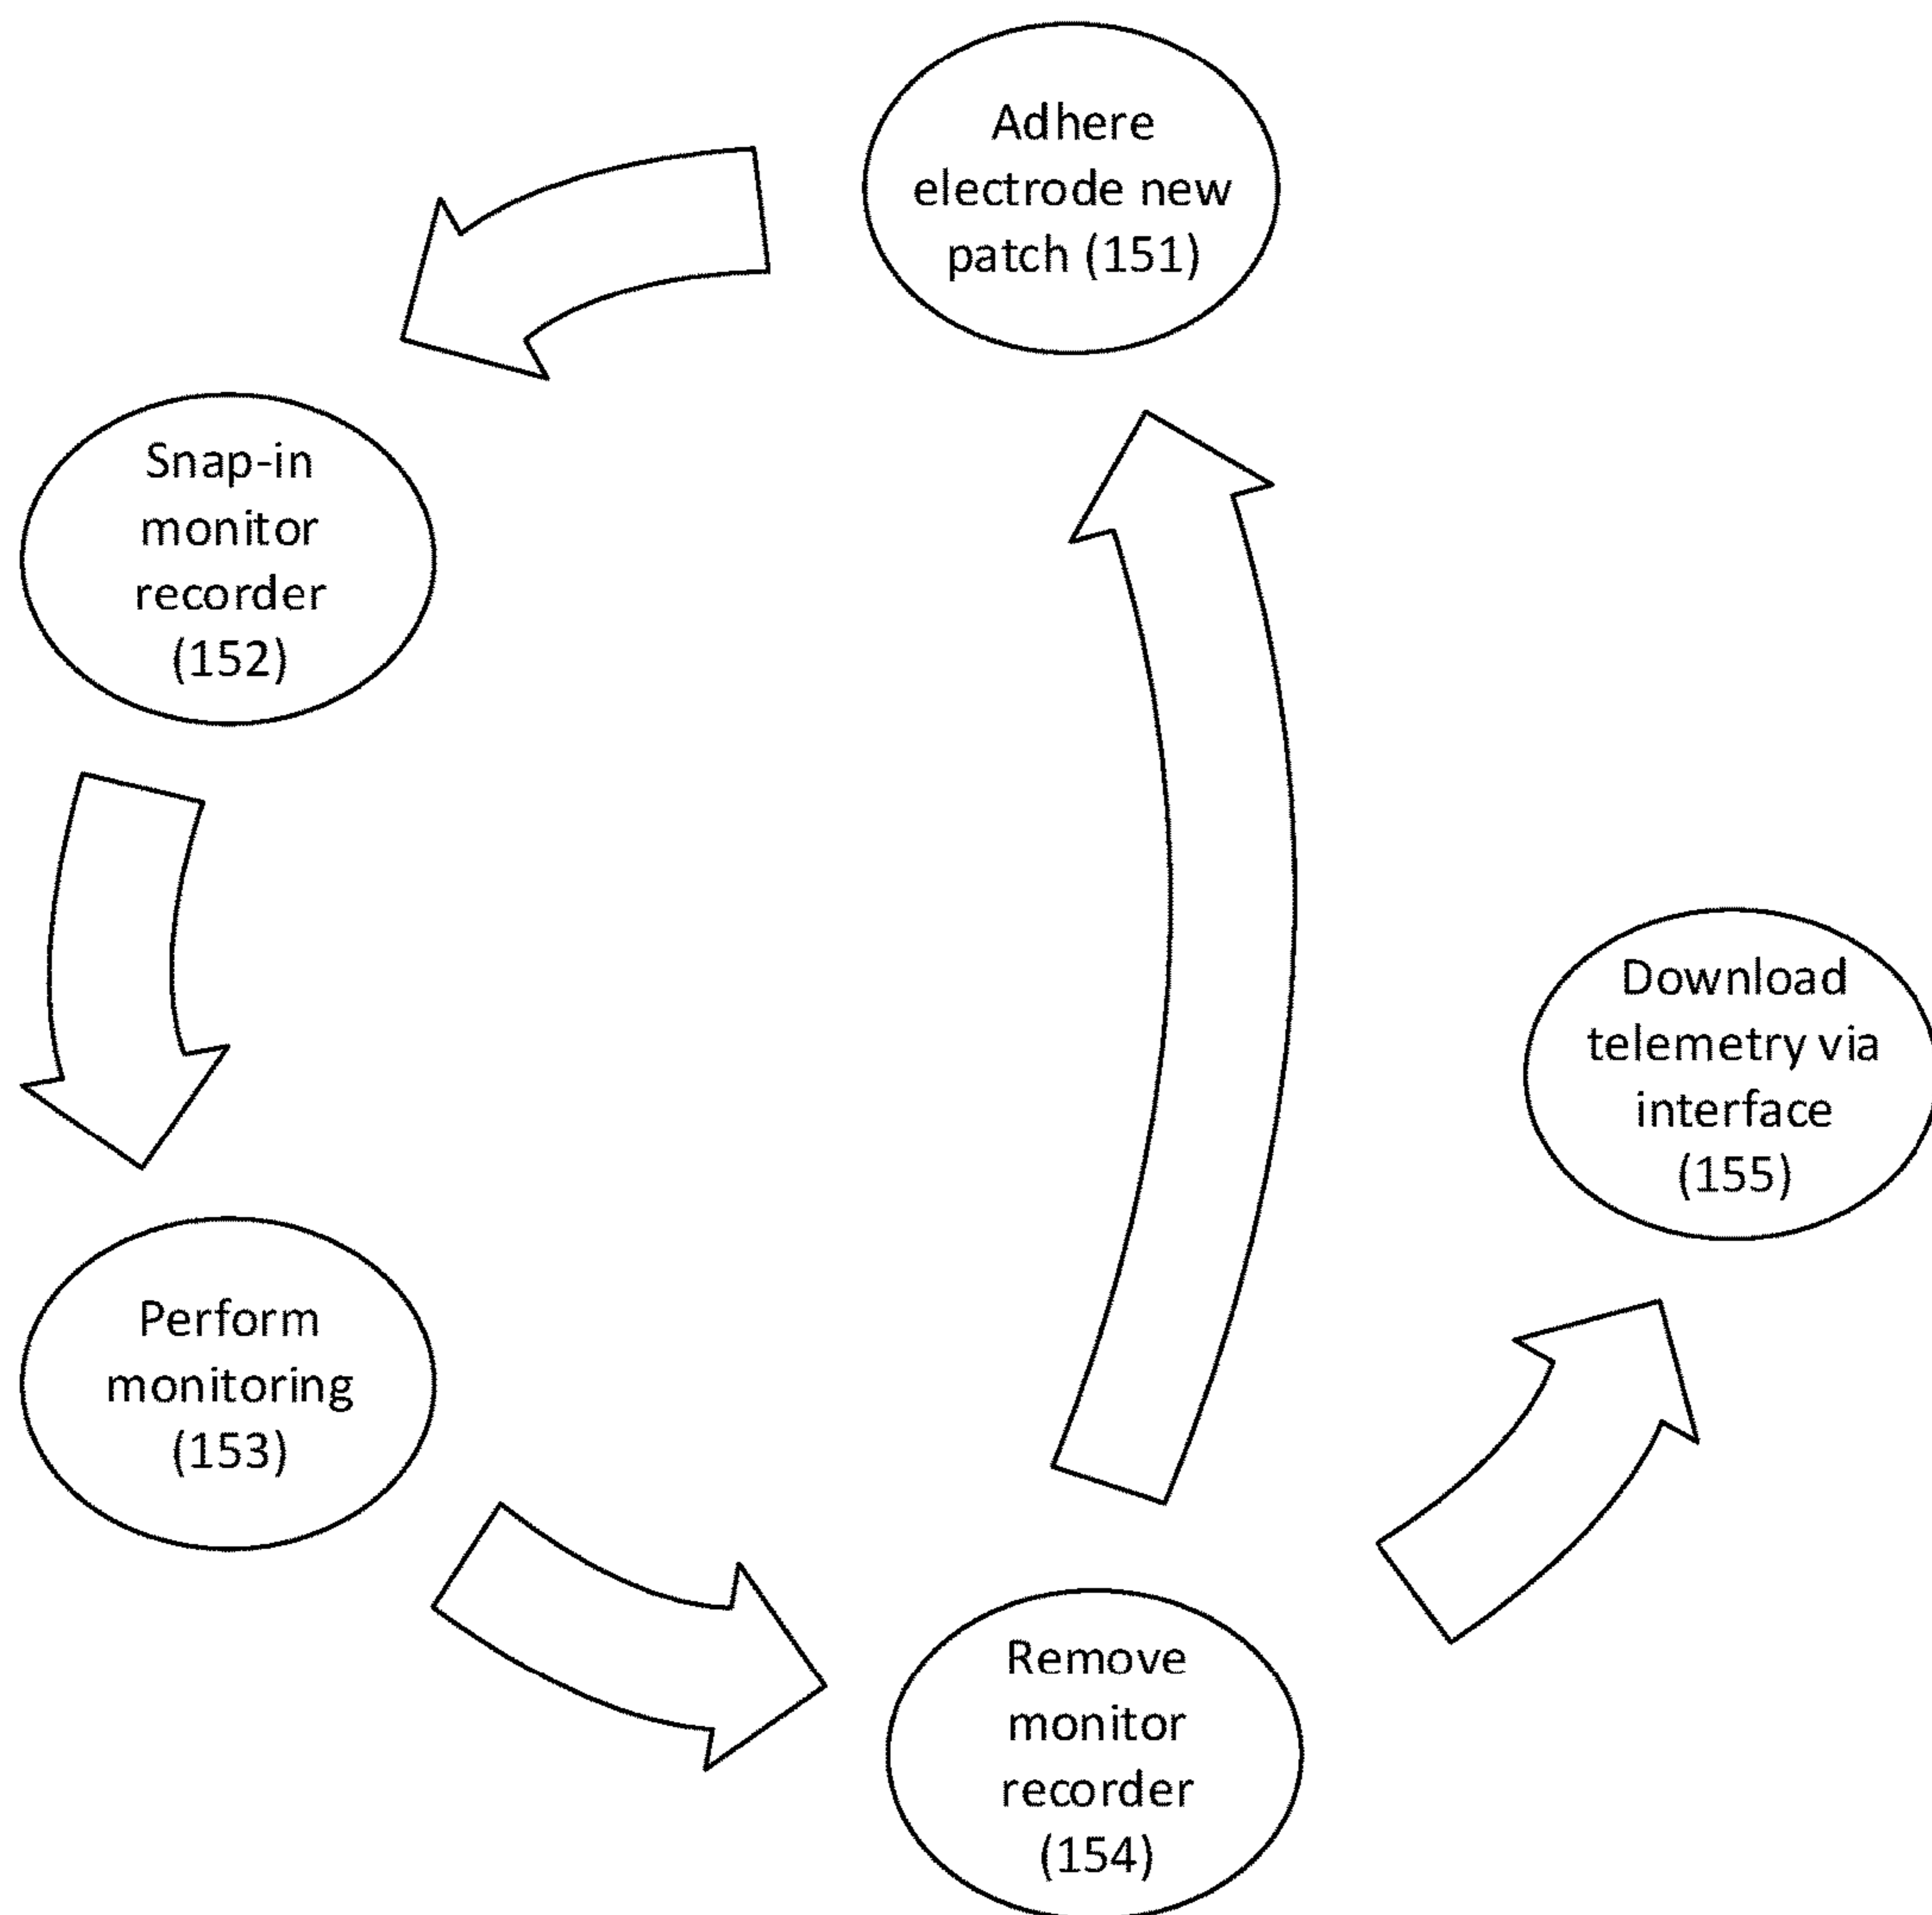 Adhere
electrode new
patch (151)
Snap-in
monitor
recorder
(152)
Download
telemetry via
interface
(155)
Perform
monitoring
(153)
Remove
monitor
recorder
(154)